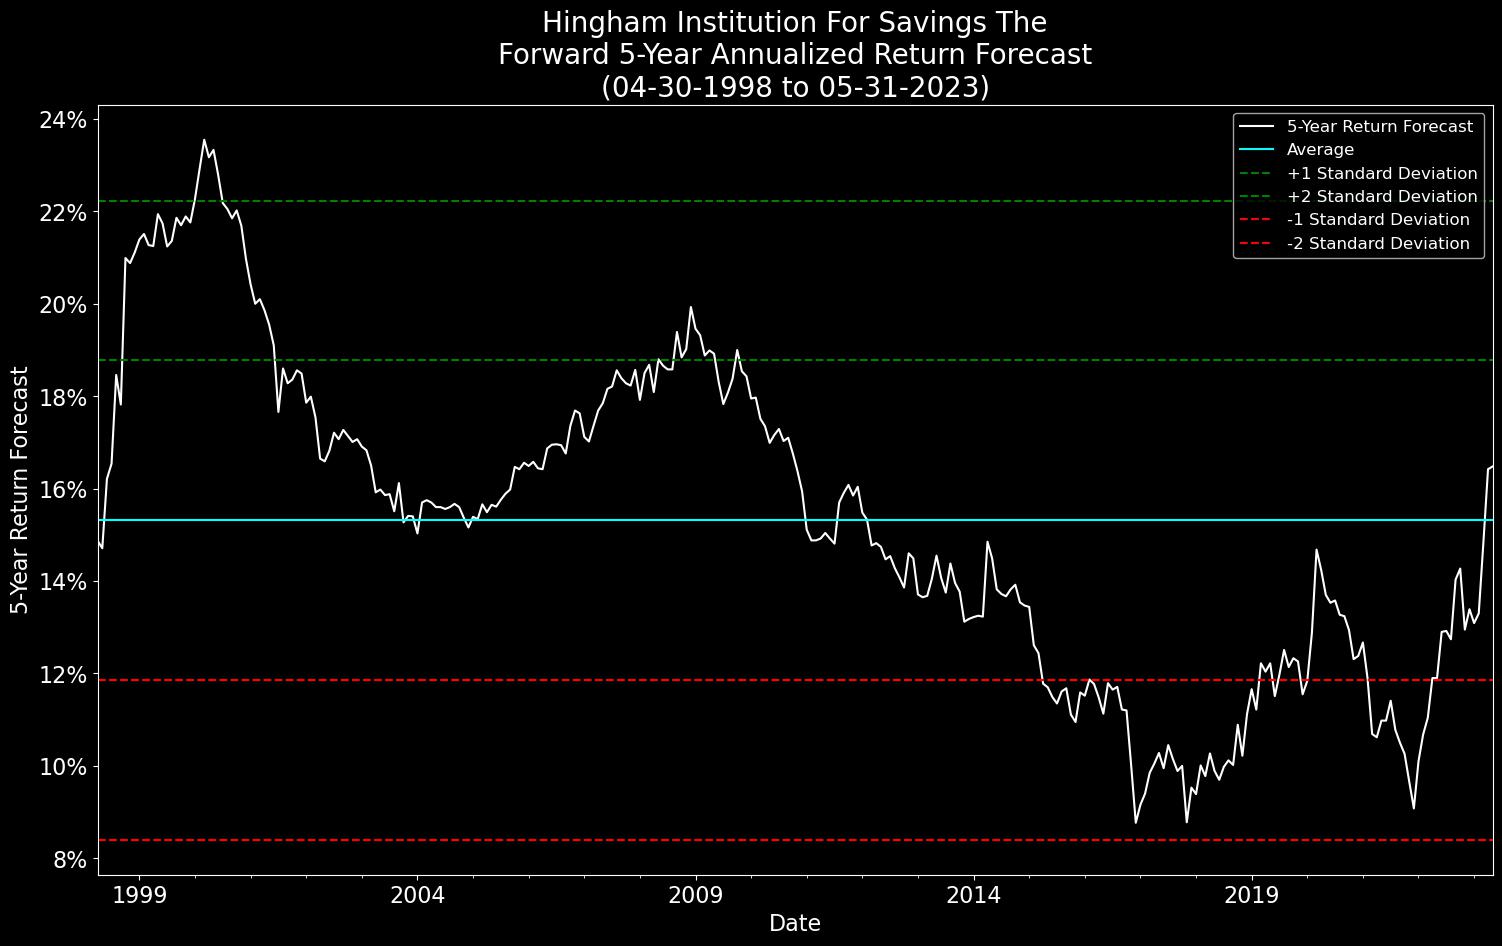 Hingham Institution For Savings The
Forward 5-Year Annualized Return Forecast
(04-30-1998 to 05-31-2023)
24%
22%
20%
18%
16%
14%
12%
10%
8%
5-Year Return Forecast
5-Year Return Forecast
Average
+1 Standard Deviation
+2 Standard Deviation
-1 Standard Deviation
-2 Standard Deviation
1999 2004 2009 2014 2019
Date